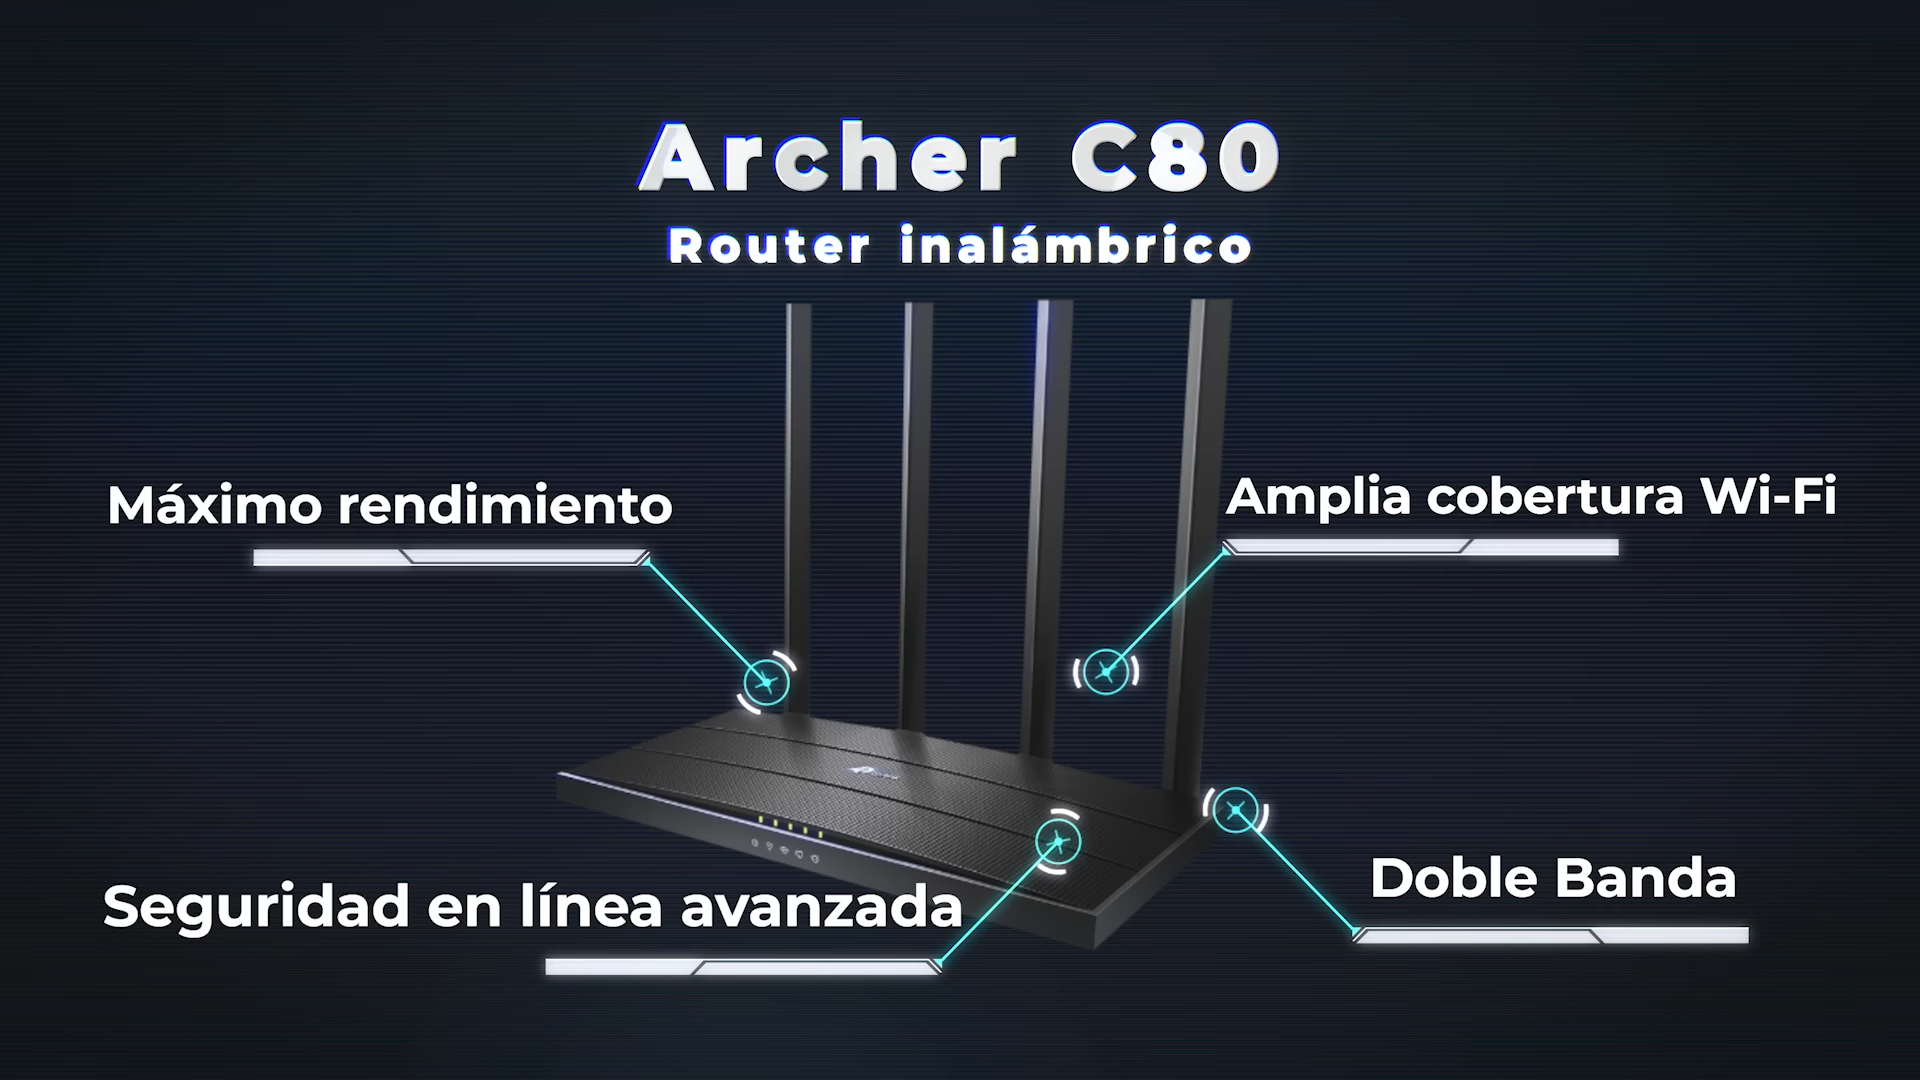 Archer C80
Router inalámbrico
Máximo rendimiento
Amplia cobertura Wi-Fi
Seguridad en línea avanzada
Doble Banda